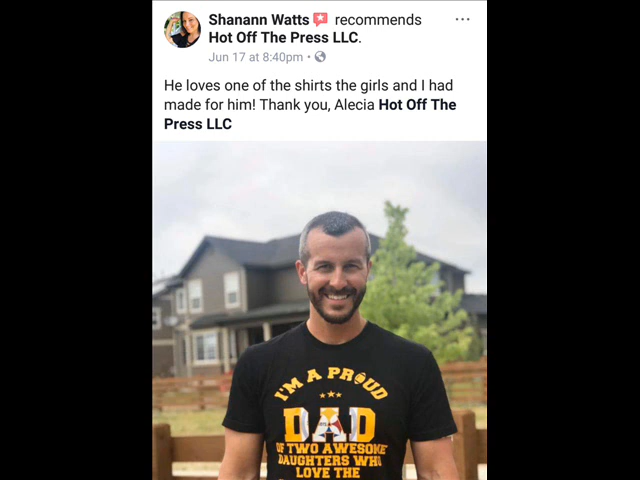 Shanann Watts recommends
Hot Off The Press LLC.
Jun 17 at 8:40pm •
He loves one of the shirts the girls and I had
made for him! Thank you, Alecia Hot Off The
Press LLC
I'M A PROUD
DAD
OF TWO AWESOME
DAUGHTERS WHO
LOVE THE